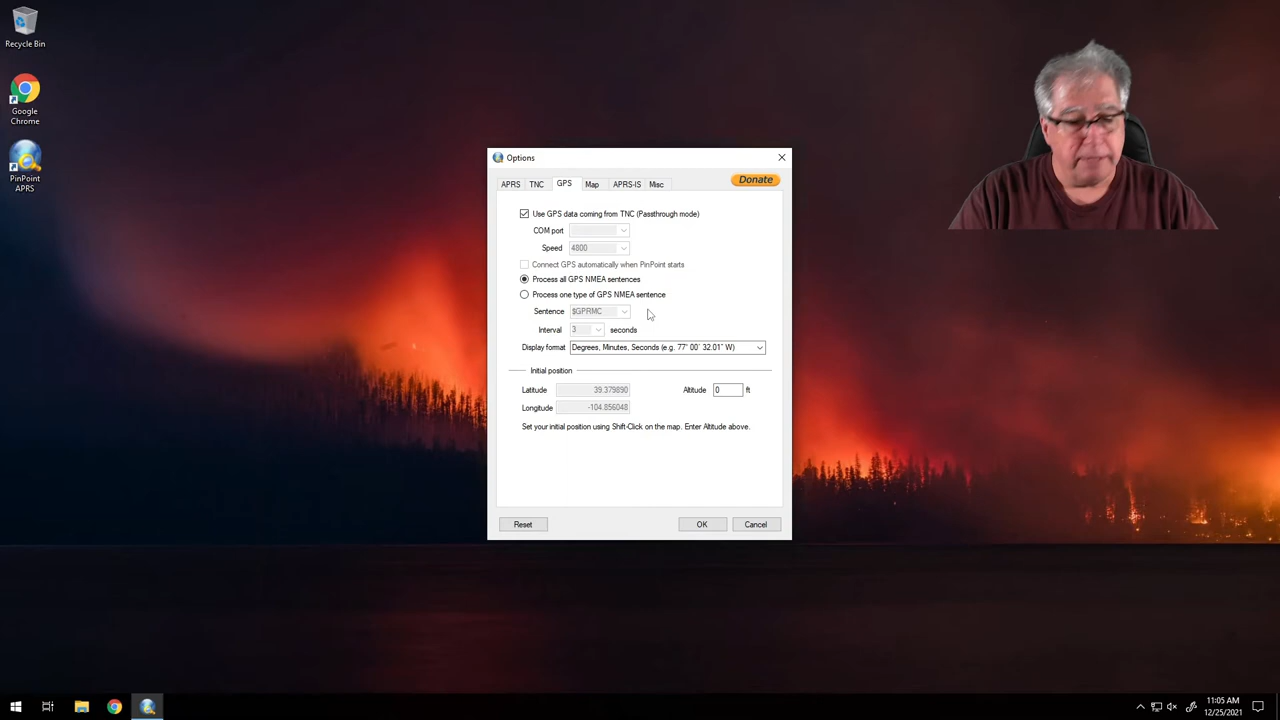 Recycle Bin
Google
Chrome
PinPoint
APRS
Options
APRS TNC GPS Map APRS-IS Misc Donate
Use GPS data coming from TNC (Passthrough mode)
COM port
Speed 4800
Connect GPS automatically when PinPoint starts
Process all GPS NMEA sentences
Process one type of GPS NMEA sentence
Sentence $GPRMC
Interval 3 seconds
Display format Degrees, Minutes, Seconds (e.g. 77° 00' 32.01" W)
Initial position
Latitude 39.379890 Altitude 0 ft
Longitude -104.856048
Set your initial position using Shift-Click on the map. Enter Altitude above.
Reset OK Cancel
11:05 AM
12/25/2021